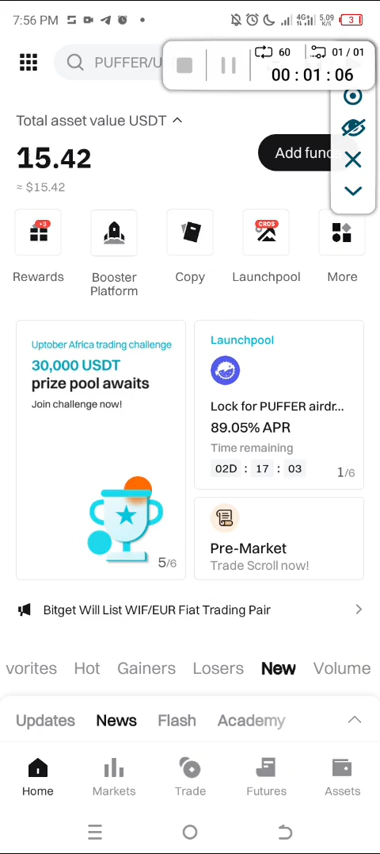 7:56 PM
4G
5.09 K/s
3
PUFFER/U
60
01 / 01
00 : 01 : 06
Total asset value USDT
15.42
Add fun
≈ $15.42
+3
CROS
Rewards
Booster Platform
Copy
Launchpool
More
Uptober Africa trading challenge
30,000 USDT
prize pool awaits
Join challenge now!
5/6
Launchpool
Lock for PUFFER airdr...
89.05% APR
Time remaining
02D : 17 : 03
1/6
Pre-Market
Trade Scroll now!
Bitget Will List WIF/EUR Fiat Trading Pair
vorites Hot Gainers Losers New Volume
Updates News Flash Academy
Home Markets Trade Futures Assets